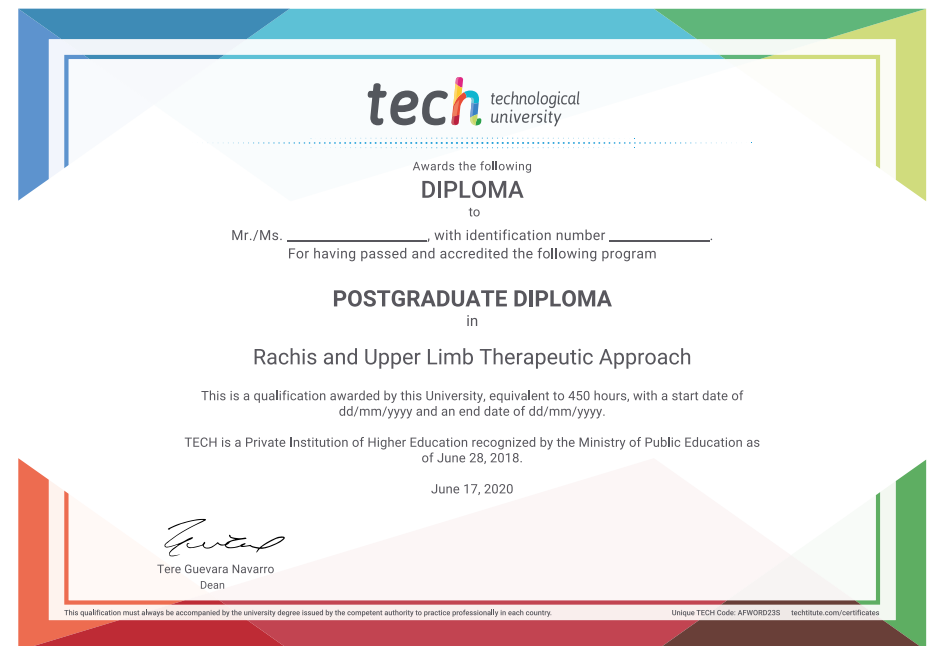 tech technological
university
Awards the following
DIPLOMA
to
Mr./Ms. ____________, with identification number _________.
For having passed and accredited the following program
POSTGRADUATE DIPLOMA
in
Rachis and Upper Limb Therapeutic Approach
This is a qualification awarded by this University, equivalent to 450 hours, with a start date of
dd/mm/yyyy and an end date of dd/mm/yyyy.
TECH is a Private Institution of Higher Education recognized by the Ministry of Public Education as
of June 28, 2018.
June 17, 2020
Tere Guevara Navarro
Dean
This qualification must always be accompanied by the university degree issued by the competent authority to practice professionally in each country.
Unique TECH Code: AFWORD23S techtitute.com/certificates